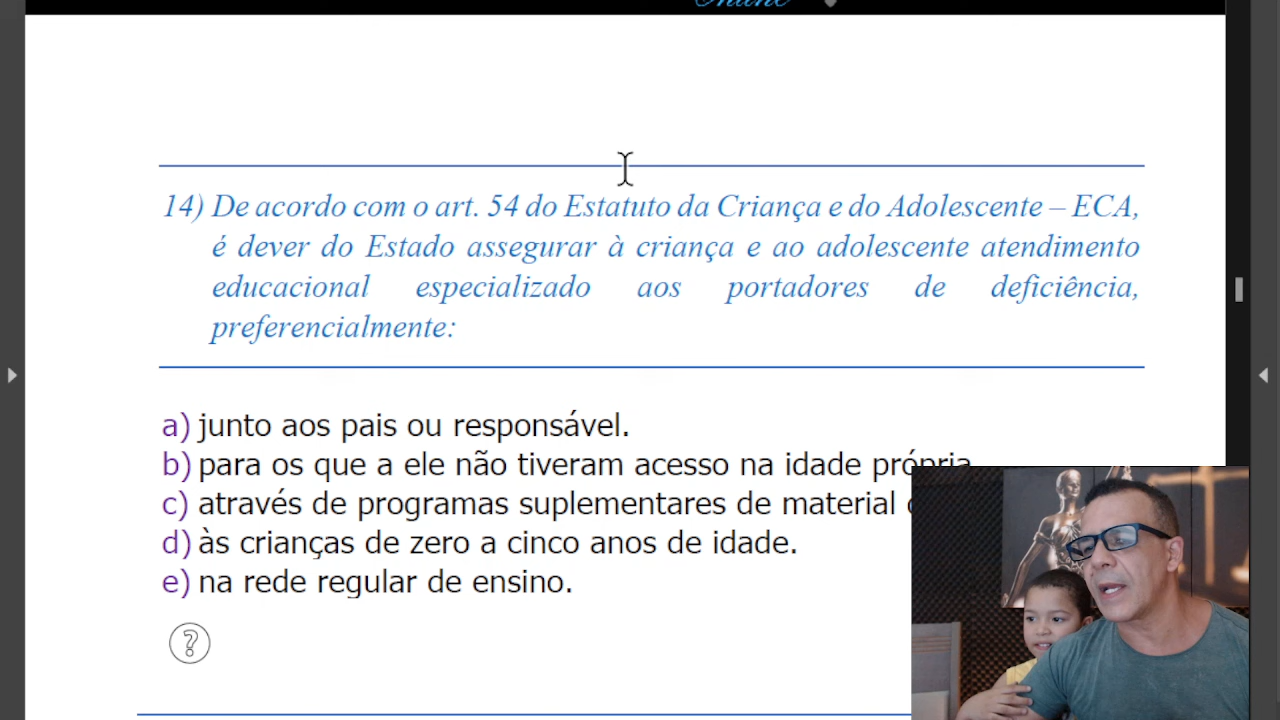 14) De acordo com o art. 54 do Estatuto da Criança e do Adolescente – ECA,
é dever do Estado assegurar à criança e ao adolescente atendimento
educacional especializado aos portadores de deficiência,
preferencialmente:
a) junto aos pais ou responsável.
b) para os que a ele não tiveram acesso na idade própria
c) através de programas suplementares de material
d) às crianças de zero a cinco anos de idade.
e) na rede regular de ensino.
?